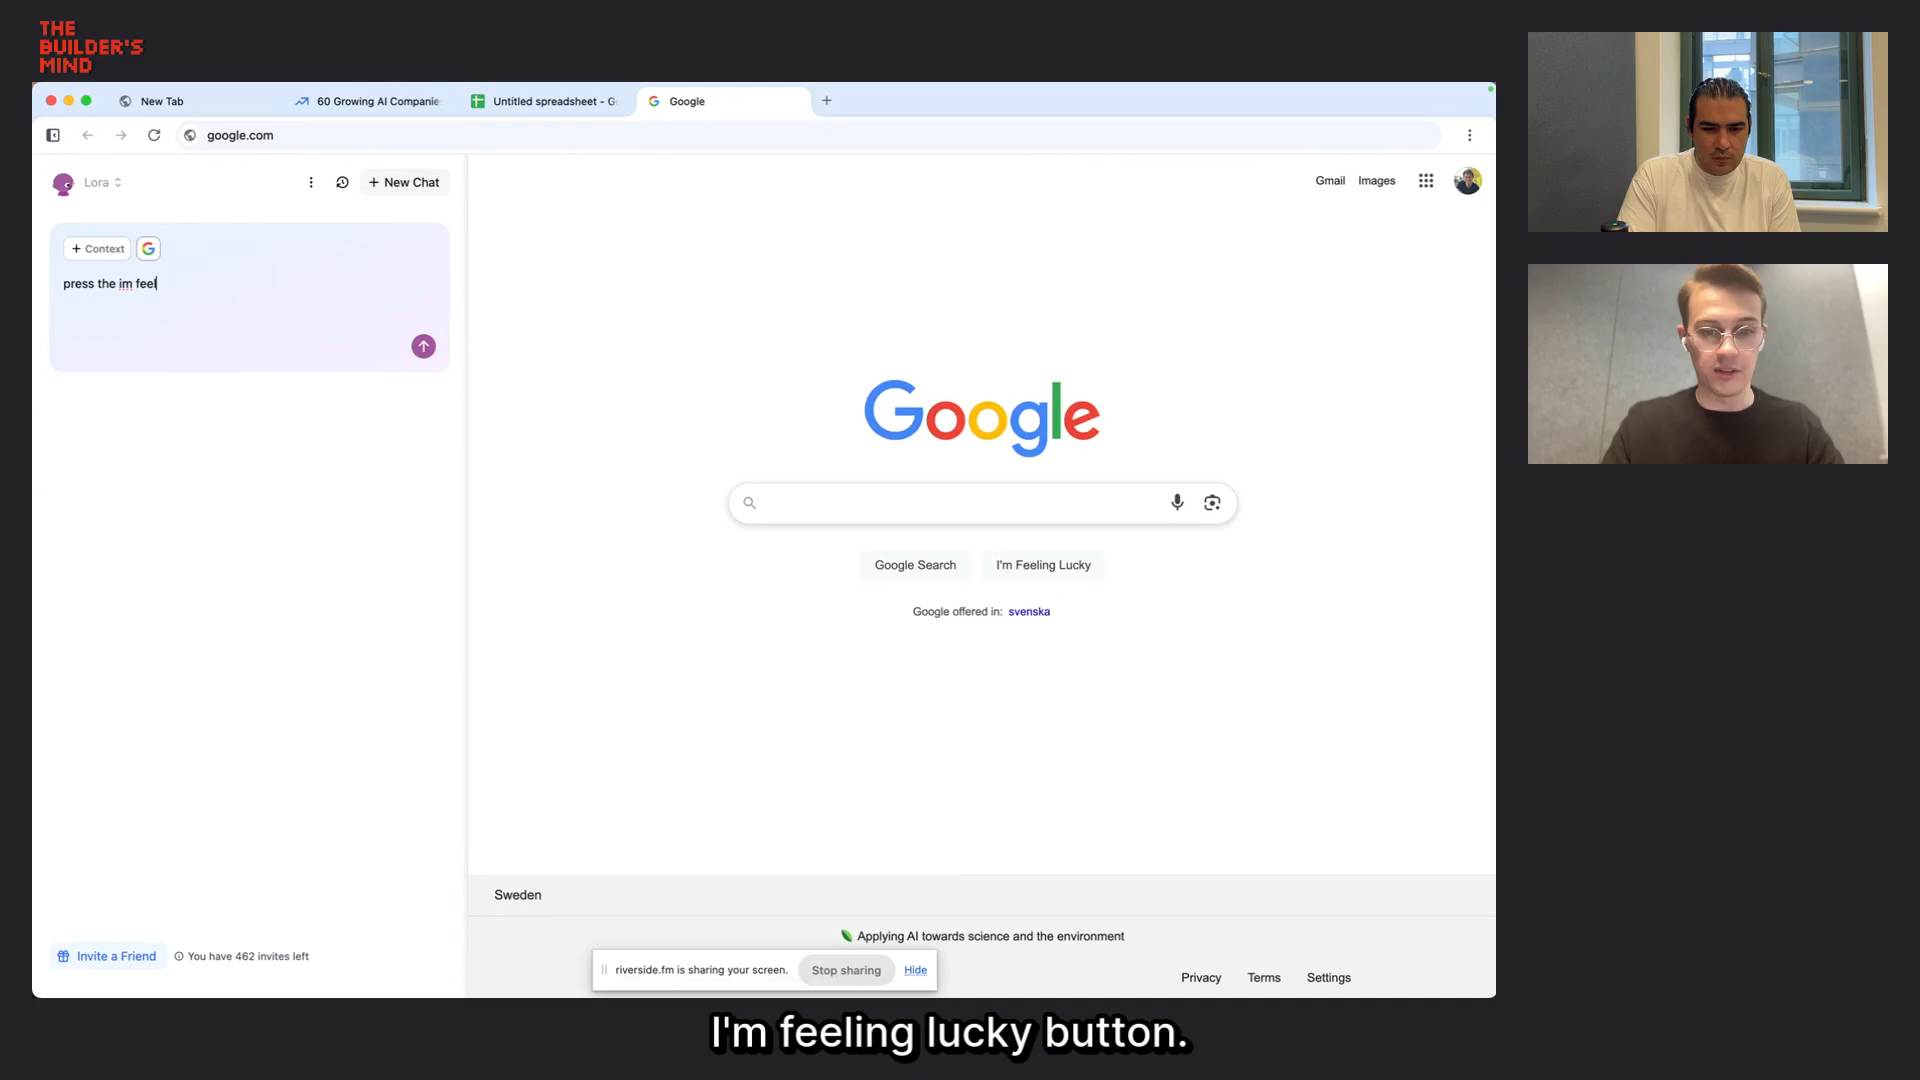 THE
BUILDER'S
MIND
New Tab
60 Growing AI Companie
Untitled spreadsheet - G
Google
google.com
Lora
+ New Chat
Gmail
Images
+ Context
press the im feel
Google
Google Search
I'm Feeling Lucky
Google offered in: svenska
Sweden
Applying AI towards science and the environment
Invite a Friend
You have 462 invites left
riverside.fm is sharing your screen.
Stop sharing
Hide
Privacy
Terms
Settings
I'm feeling lucky button.